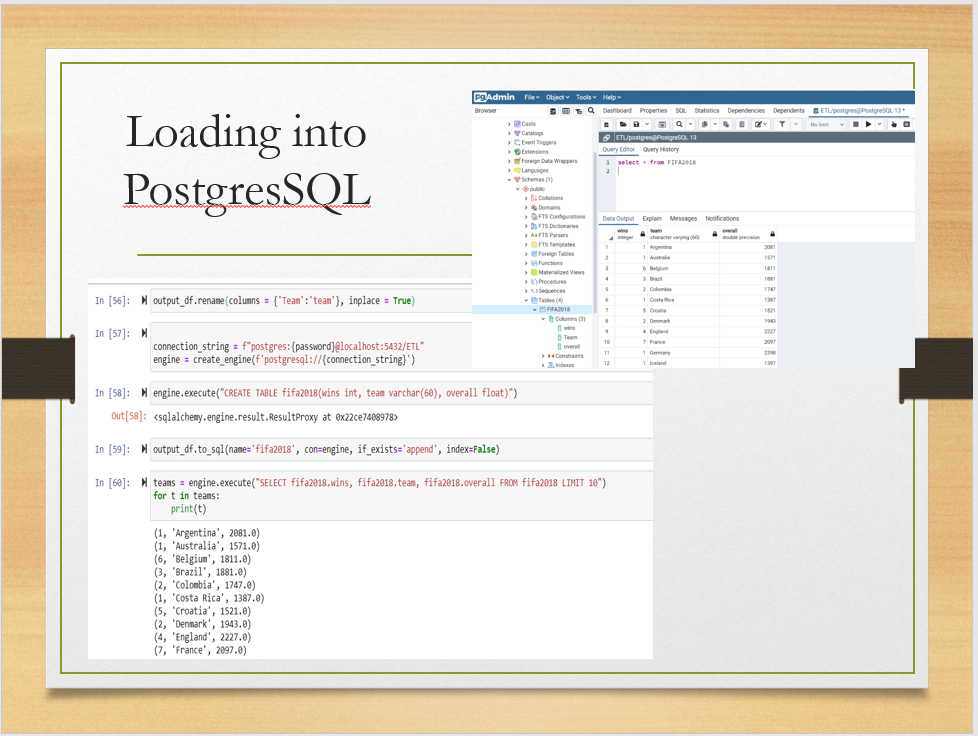 Loading into
PostgresSQL
pgAdmin File Object Tools Help
Browser
Dashboard Properties SQL Statistics Dependencies Dependents ETL/postgres@PostgreSQL 13 *
No limit
Casts
Catalogs
Event Triggers
Extensions
Foreign Data Wrappers
Languages
Schemas (1)
public
Collations
Domains
FTS Configurations
FTS Dictionaries
FTS Parsers
FTS Templates
Foreign Tables
Functions
Materialized Views
Procedures
Sequences
Tables (4)
FIFA2018
Columns (3)
wins
Team
overall
Constraints
Indexes
ETL/postgres@PostgreSQL 13
Query Editor Query History
1 select * from FIFA2018
2
Data Output Explain Messages Notifications
wins team overall
integer character varying (60) double precision
1 1 Argentina 2081
2 1 Australia 1571
3 6 Belgium 1811
4 3 Brazil 1881
5 2 Colombia 1747
6 1 Costa Rica 1387
7 5 Croatia 1521
8 2 Denmark 1943
9 4 England 2227
10 7 France 2097
11 1 Germany 2398
12 1 Iceland 1397
In [56]: output_df.rename(columns = {'Team':'team'}, inplace = True)
In [57]:
connection_string = f"postgres:{password}@localhost:5432/ETL"
engine = create_engine(f'postgresql://{connection_string}')
In [58]: engine.execute("CREATE TABLE fifa2018(wins int, team varchar(60), overall float)")
Out[58]: <sqlalchemy.engine.result.ResultProxy at 0x22ce7408978>
In [59]: output_df.to_sql(name='fifa2018', con=engine, if_exists='append', index=False)
In [60]: teams = engine.execute("SELECT fifa2018.wins, fifa2018.team, fifa2018.overall FROM fifa2018 LIMIT 10")
for t in teams:
print(t)
(1, 'Argentina', 2081.0)
(1, 'Australia', 1571.0)
(6, 'Belgium', 1811.0)
(3, 'Brazil', 1881.0)
(2, 'Colombia', 1747.0)
(1, 'Costa Rica', 1387.0)
(5, 'Croatia', 1521.0)
(2, 'Denmark', 1943.0)
(4, 'England', 2227.0)
(7, 'France', 2097.0)